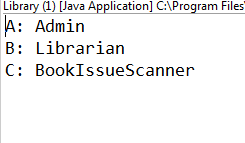 Library (1) [Java Application] C:\Program Files\
A: Admin
B: Librarian
C: BookIssueScanner